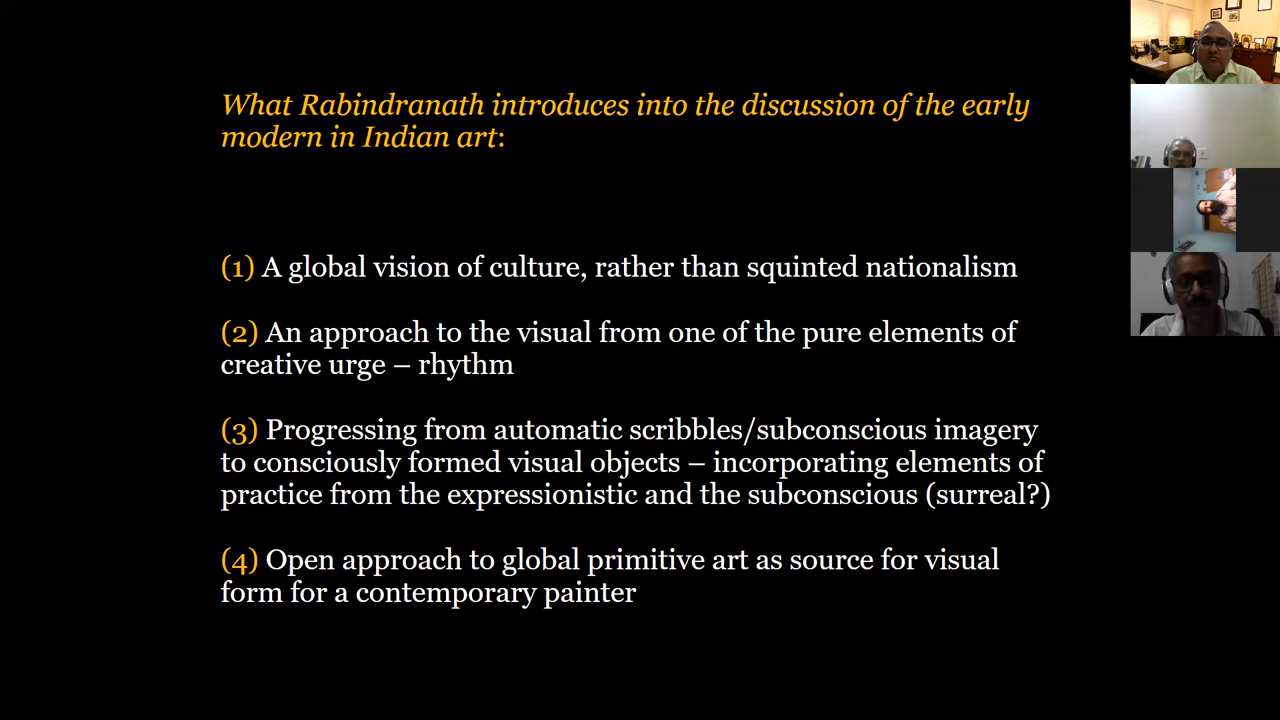 What Rabindranath introduces into the discussion of the early
modern in Indian art:
(1) A global vision of culture, rather than squinted nationalism
(2) An approach to the visual from one of the pure elements of
creative urge – rhythm
(3) Progressing from automatic scribbles/subconscious imagery
to consciously formed visual objects – incorporating elements of
practice from the expressionistic and the subconscious (surreal?)
(4) Open approach to global primitive art as source for visual
form for a contemporary painter